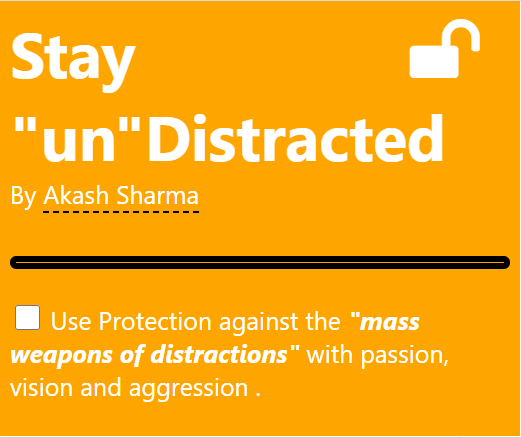 Stay
"un"Distracted
By Akash Sharma
Use Protection against the "mass
weapons of distractions" with passion,
vision and aggression .